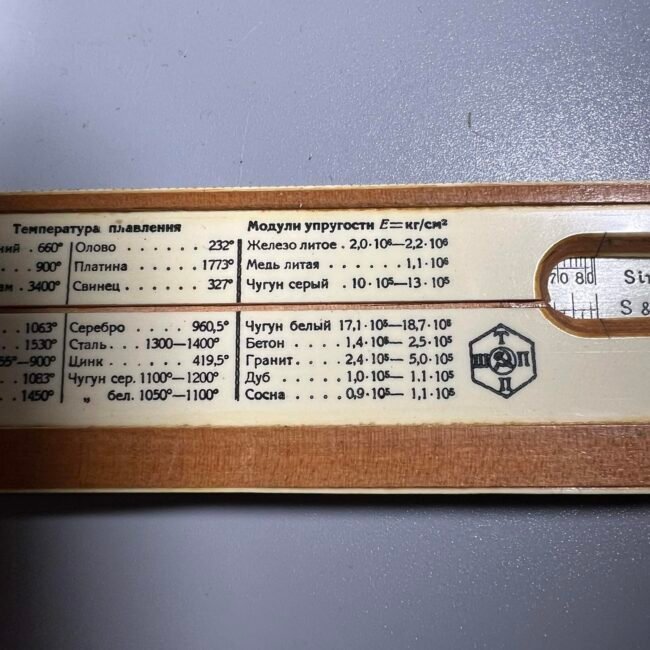 Температура плавления
ний . 660°
Олово . . . . . . 232°
. . . 900°
Платина . . . . . 1773°
ам . 3400°
Свинец . . . . . . 327°
. . 1063°
Серебро . . . . 960,5°
. . 1530°
Сталь . . . 1300—1400°
55°—900°
Цинк . . . . . . 419,5°
. . 1083°
Чугун сер. 1100°—1200°
. . 1450°
„ бел. 1050°—1100°
Модули упругости E=кг/см²
Железо литое . 2,0·10⁶—2,2·10⁶
Медь литая . . . . . 1,1·10⁶
Чугун серый . 10·10⁵—13·10⁵
Чугун белый 17,1·10⁵—18,7·10⁵
Бетон . . . . . 1,4·10⁵— 2,5·10⁵
Гранит . . . . 2,4·10⁵— 5,0·10⁵
Дуб . . . . . . 1,0·10⁵— 1,1·10⁵
Сосна . . . . . 0,9·10⁵— 1,1·10⁵
Т
Ш П
Ц
70 80
Sin
S &